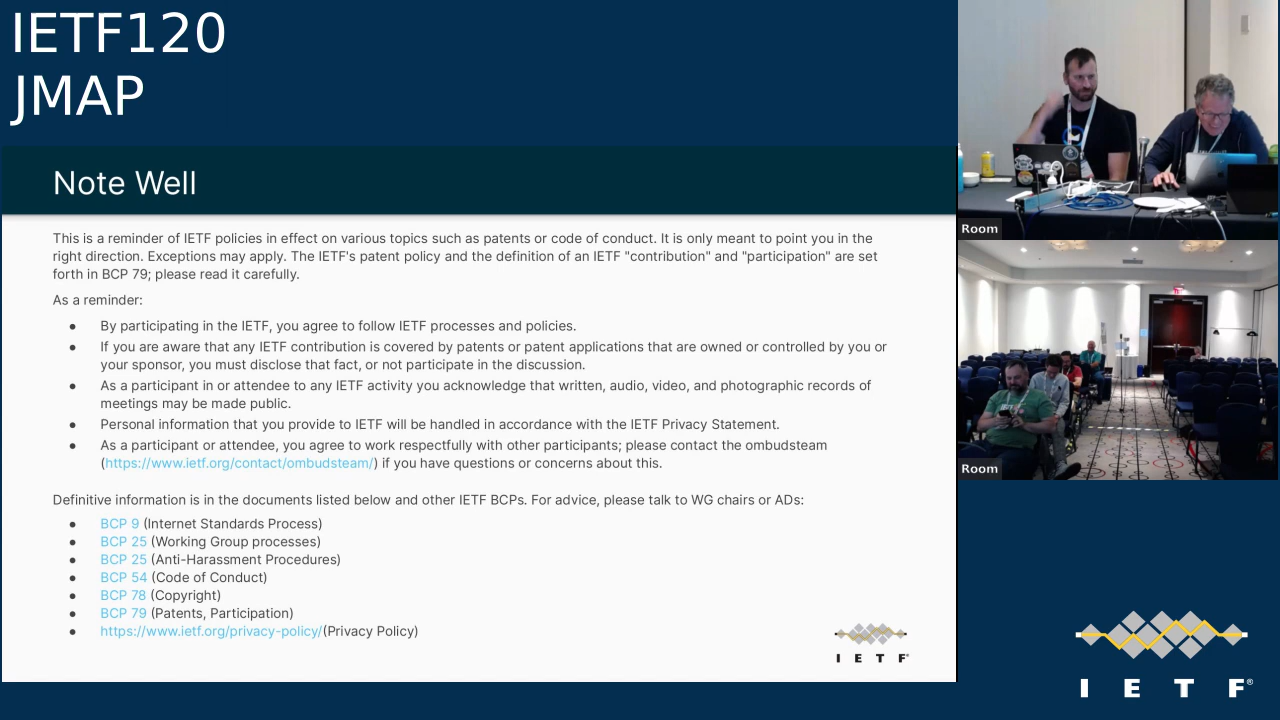 IETF120
JMAP
Note Well
This is a reminder of IETF policies in effect on various topics such as patents or code of conduct. It is only meant to point you in the
right direction. Exceptions may apply. The IETF's patent policy and the definition of an IETF "contribution" and "participation" are set
forth in BCP 79; please read it carefully.
As a reminder:
● By participating in the IETF, you agree to follow IETF processes and policies.
● If you are aware that any IETF contribution is covered by patents or patent applications that are owned or controlled by you or
your sponsor, you must disclose that fact, or not participate in the discussion.
● As a participant in or attendee to any IETF activity you acknowledge that written, audio, video, and photographic records of
meetings may be made public.
● Personal information that you provide to IETF will be handled in accordance with the IETF Privacy Statement.
● As a participant or attendee, you agree to work respectfully with other participants; please contact the ombudsteam
(https://www.ietf.org/contact/ombudsteam/) if you have questions or concerns about this.
Definitive information is in the documents listed below and other IETF BCPs. For advice, please talk to WG chairs or ADs:
● BCP 9 (Internet Standards Process)
● BCP 25 (Working Group processes)
● BCP 25 (Anti-Harassment Procedures)
● BCP 54 (Code of Conduct)
● BCP 78 (Copyright)
● BCP 79 (Patents, Participation)
● https://www.ietf.org/privacy-policy/(Privacy Policy)
I E T F®
Room
Room
I E T F®